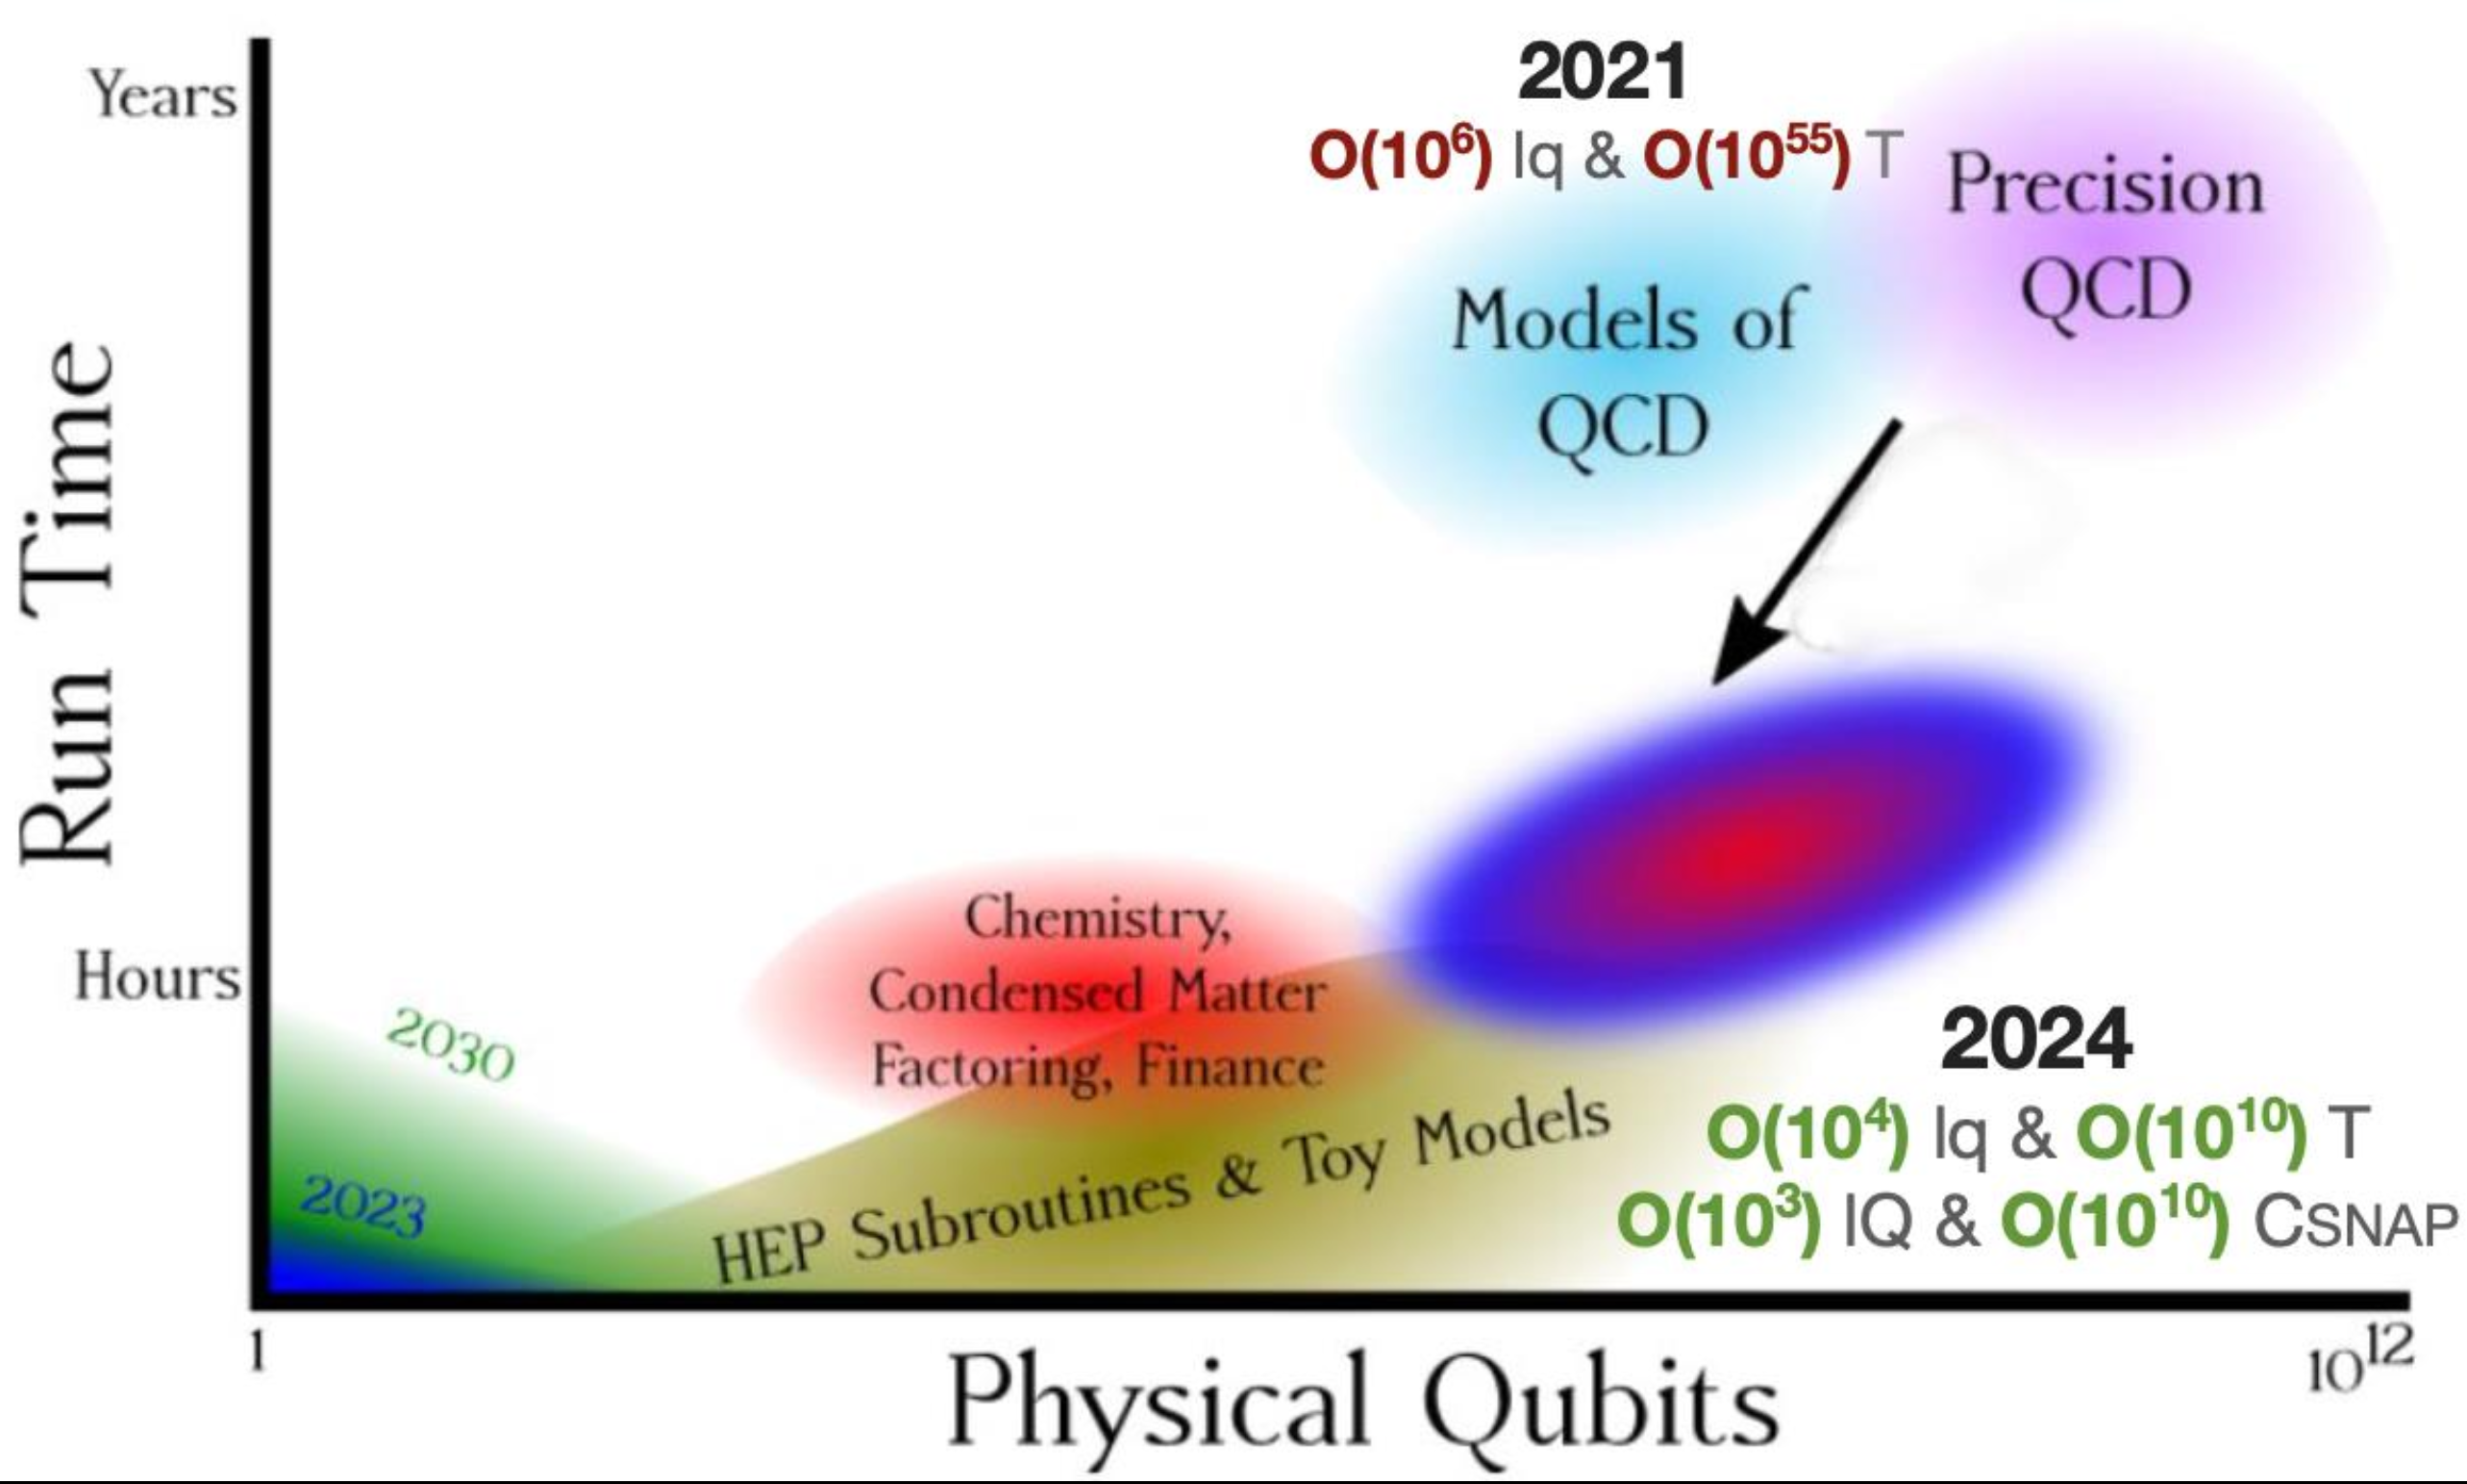 Years
Run Time
Hours
2021
O(10⁶) lq & O(10⁵⁵) T
Precision
QCD
Models of
QCD
Chemistry,
Condensed Matter
Factoring, Finance
2030
2023
HEP Subroutines & Toy Models
2024
O(10⁴) lq & O(10¹⁰) T
O(10³) lQ & O(10¹⁰) CSNAP
1
10¹²
Physical Qubits